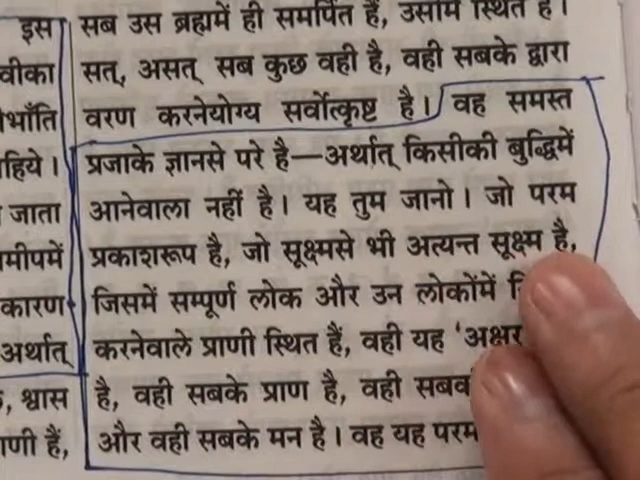 इस
वीका
भाँति
हिये।
जाता
मीपमें
कारण
अर्थात्
, श्वास
णी हैं,
सब उस ब्रह्ममें ही समर्पित हैं, उसीमें स्थित हैं।
सत्, असत् सब कुछ वही है, वही सबके द्वारा
वरण करनेयोग्य सर्वोत्कृष्ट है। वह समस्त
प्रजाके ज्ञानसे परे है—अर्थात् किसीकी बुद्धिमें
आनेवाला नहीं है। यह तुम जानो। जो परम
प्रकाशरूप है, जो सूक्ष्मसे भी अत्यन्त सूक्ष्म है,
जिसमें सम्पूर्ण लोक और उन लोकोंमें
करनेवाले प्राणी स्थित हैं, वही यह 'अक्षर
है, वही सबके प्राण है, वही
और वही सबके मन है। वह यह परम